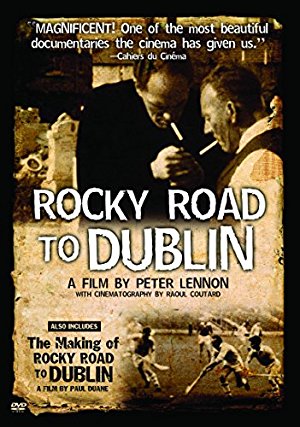 "MAGNIFICENT! One of the most beautiful
documentaries the cinema has given us."
—Cahiers du Cinéma
ROCKY ROAD
TO DUBLIN
A FILM BY PETER LENNON
WITH CINEMATOGRAPHY BY RAOUL COUTARD
ALSO INCLUDES
The Making of
ROCKY ROAD
TO DUBLIN
A FILM BY PAUL DUANE
DVD